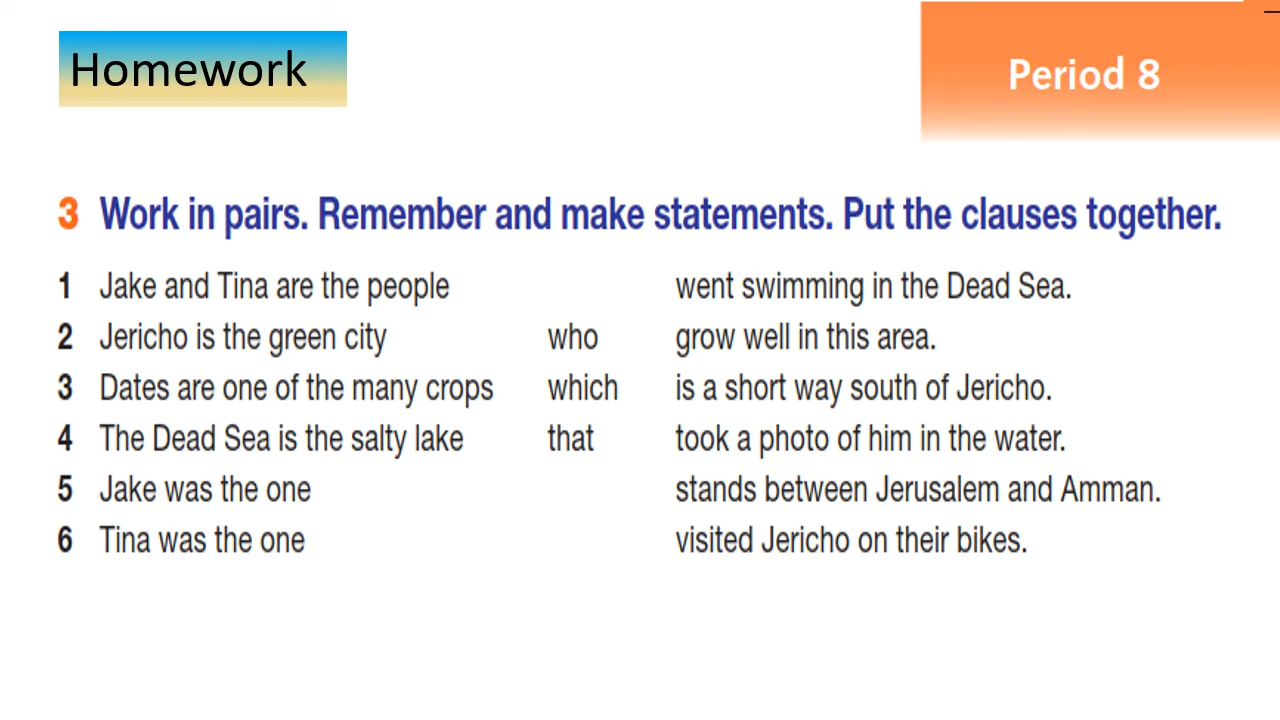 Homework
Period 8
3 Work in pairs. Remember and make statements. Put the clauses together.
1 Jake and Tina are the people went swimming in the Dead Sea.
2 Jericho is the green city who grow well in this area.
3 Dates are one of the many crops which is a short way south of Jericho.
4 The Dead Sea is the salty lake that took a photo of him in the water.
5 Jake was the one stands between Jerusalem and Amman.
6 Tina was the one visited Jericho on their bikes.